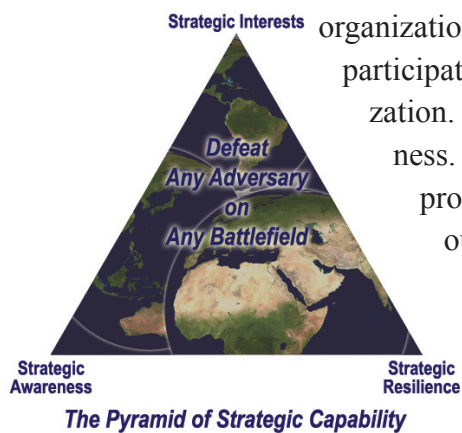 Strategic Interests
organizatio
participat
zation.
ness.
pro
Defeat
Any Adversary
on
Any Battlefield
Strategic
Awareness
Strategic
Resilience
The Pyramid of Strategic Capability